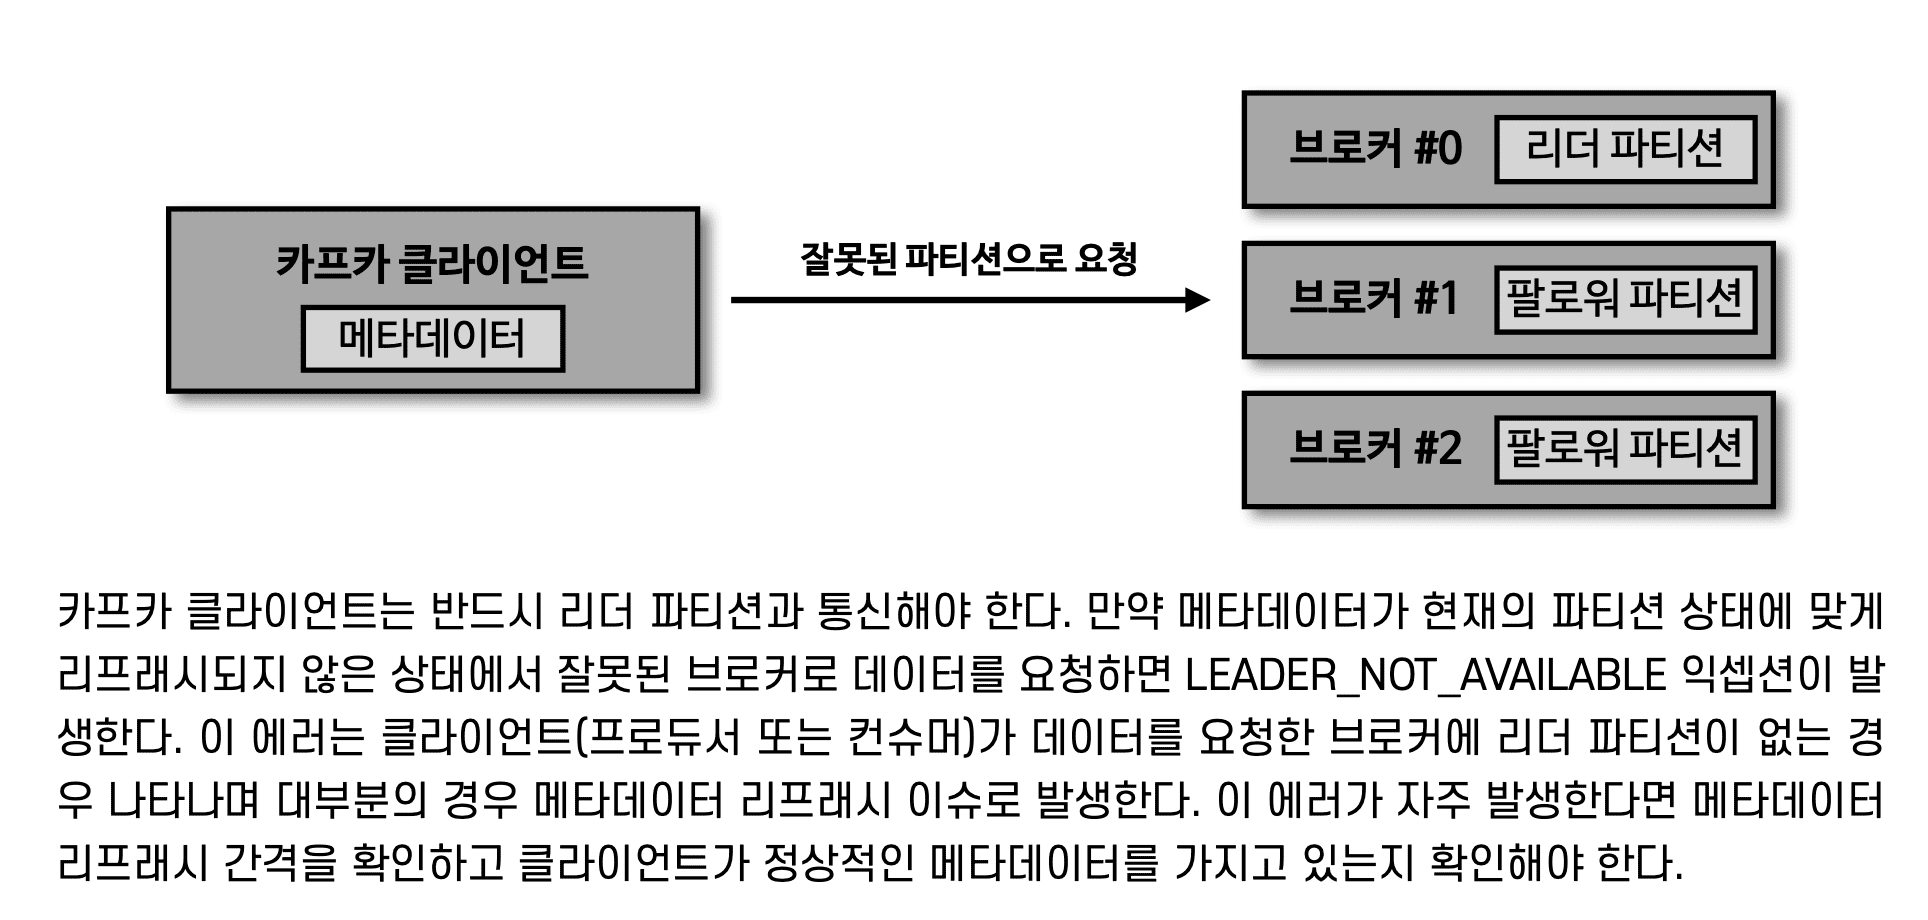 브로커 #0
리더 파티션
카프카 클라이언트
메타데이터
잘못된 파티션으로 요청
브로커 #1
팔로워 파티션
브로커 #2
팔로워 파티션
카프카 클라이언트는 반드시 리더 파티션과 통신해야 한다. 만약 메타데이터가 현재의 파티션 상태에 맞게
리프래시되지 않은 상태에서 잘못된 브로커로 데이터를 요청하면 LEADER_NOT_AVAILABLE 익셉션이 발
생한다. 이 에러는 클라이언트(프로듀서 또는 컨슈머)가 데이터를 요청한 브로커에 리더 파티션이 없는 경
우 나타나며 대부분의 경우 메타데이터 리프래시 이슈로 발생한다. 이 에러가 자주 발생한다면 메타데이터
리프래시 간격을 확인하고 클라이언트가 정상적인 메타데이터를 가지고 있는지 확인해야 한다.